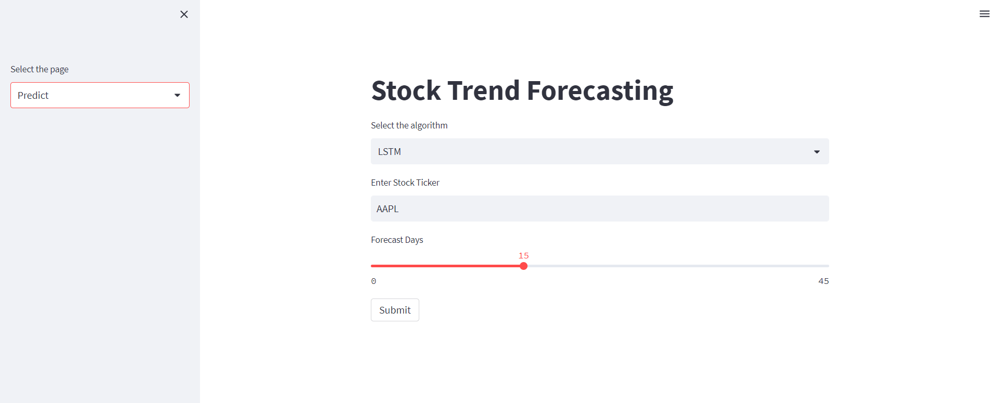 Select the page
Predict
Stock Trend Forecasting
Select the algorithm
LSTM
Enter Stock Ticker
AAPL
Forecast Days
15
0 45
Submit